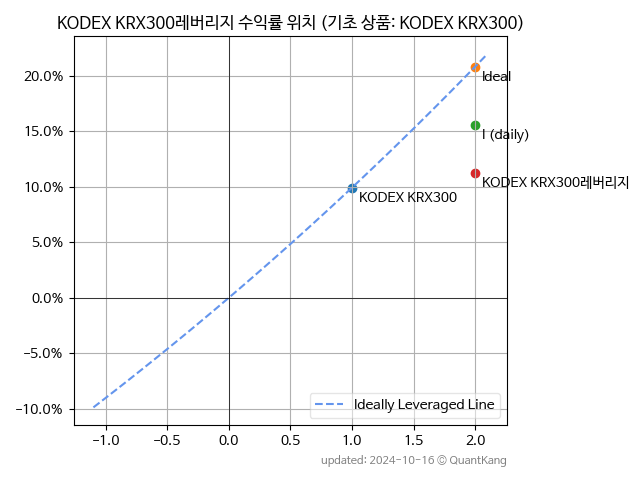 KODEX KRX300레버리지 수익률 위치 (기초 상품: KODEX KRX300)
20.0%
15.0%
10.0%
5.0%
0.0%
−5.0%
−10.0%
Ideal
I (daily)
KODEX KRX300레버리지
KODEX KRX300
Ideally Leveraged Line
−1.0 −0.5 0.0 0.5 1.0 1.5 2.0
updated: 2024-10-16 © QuantKang